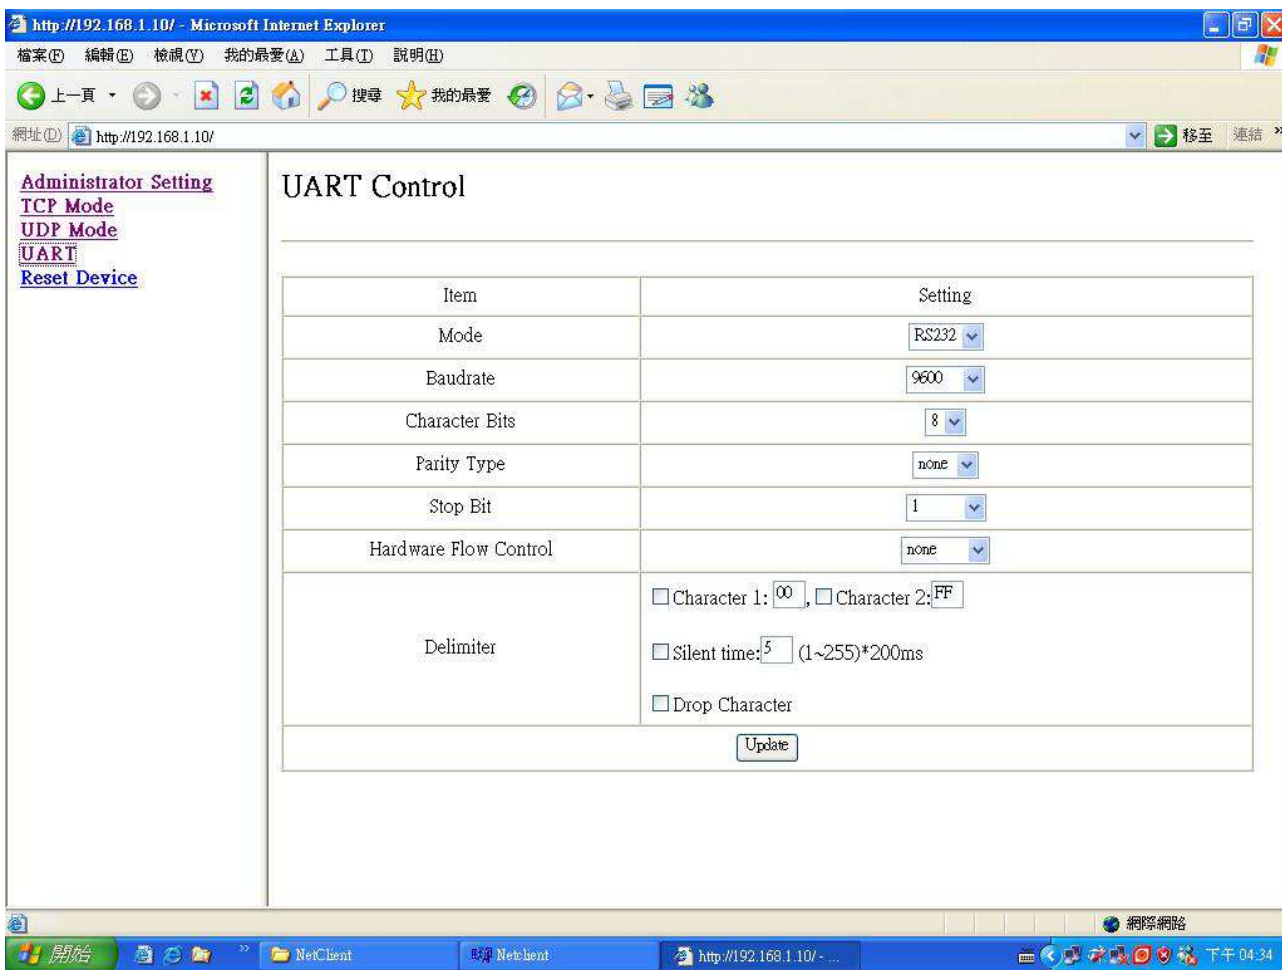 http://192.168.1.10/ - Microsoft Internet Explorer
檔案(F) 編輯(E) 檢視(V) 我的最愛(A) 工具(T) 說明(H)
上一頁 搜尋 我的最愛
網址(D) http://192.168.1.10/ 移至 連結 »
Administrator Setting
TCP Mode
UDP Mode
UART
Reset Device
UART Control
Item Setting
Mode RS232
Baudrate 9600
Character Bits 8
Parity Type none
Stop Bit 1
Hardware Flow Control none
Delimiter
Character 1: 00 , Character 2: FF
Silent time: 5 (1~255)*200ms
Drop Character
Update
網際網路
開始 » NetClient Netclient http://192.168.1.10/ - ... 下午 04:34